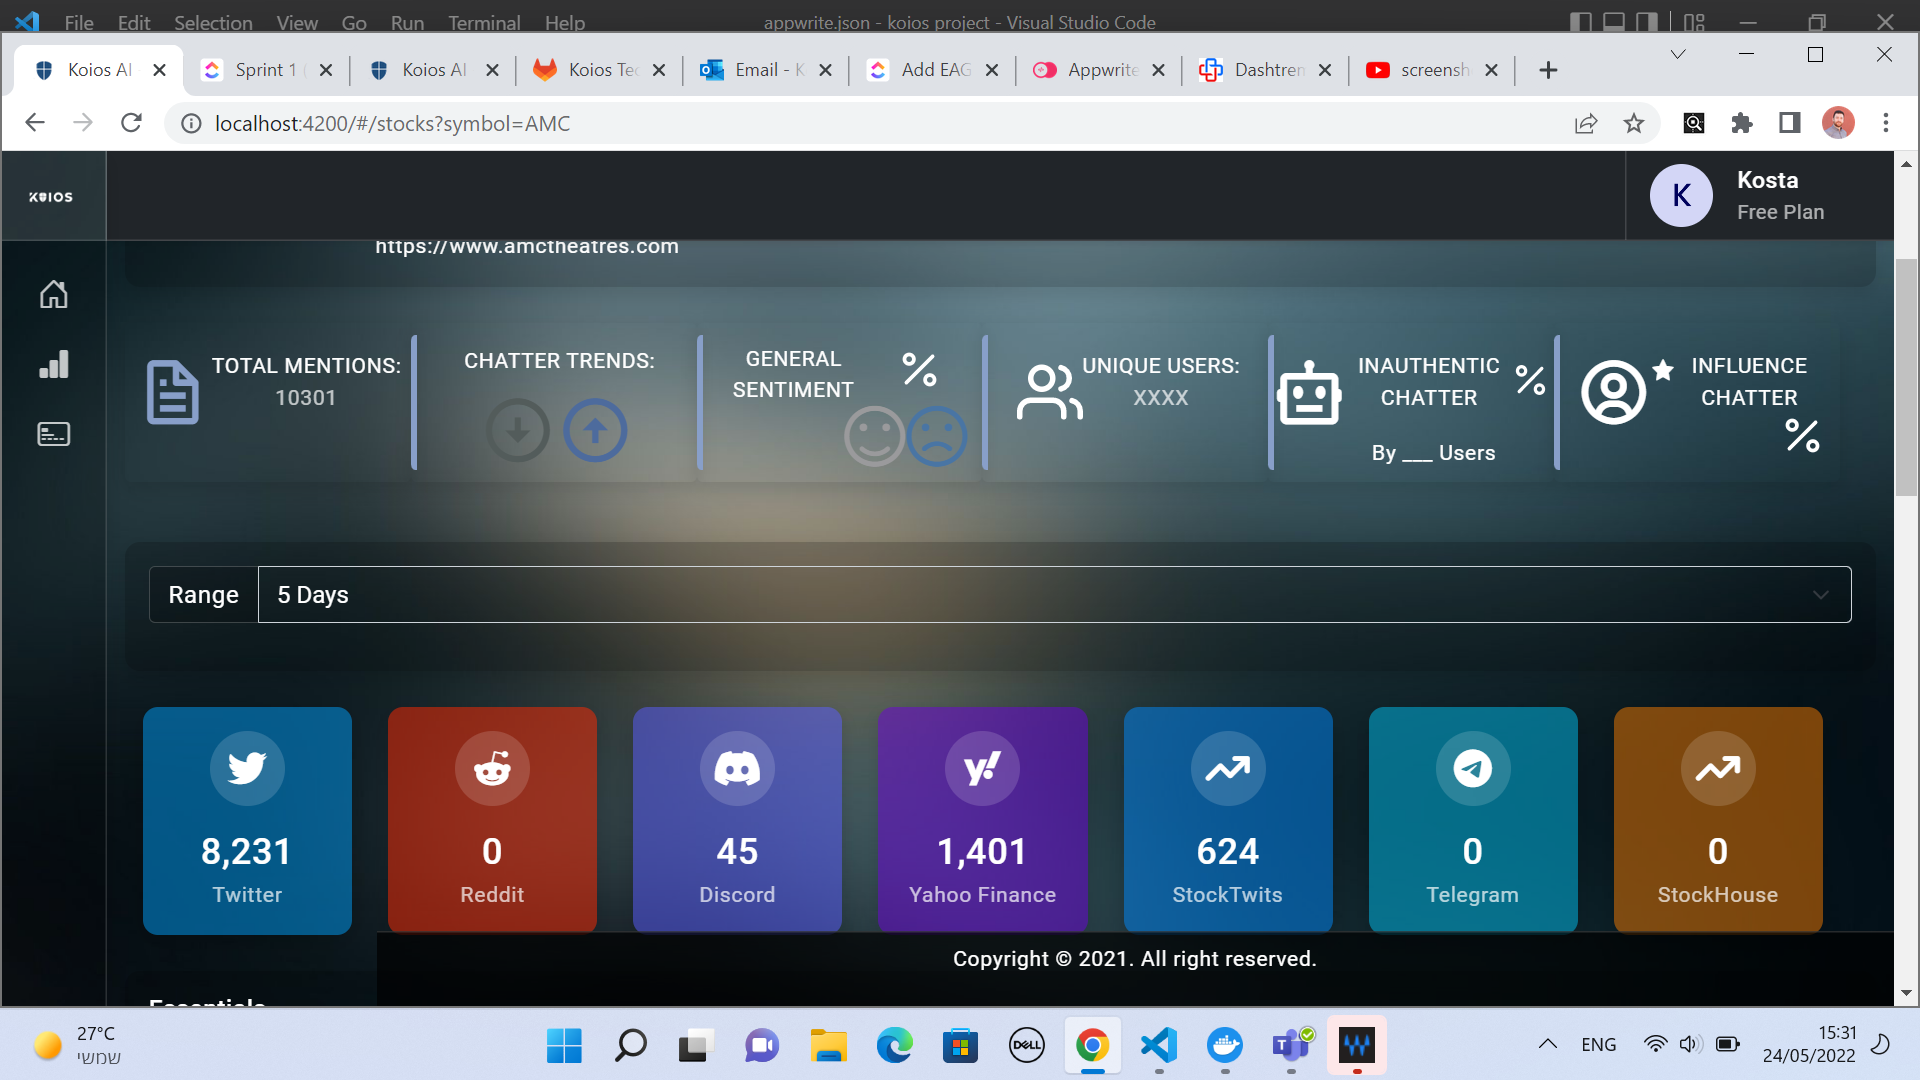 File Edit Selection View Go Run Terminal Help
appwrite.json - koios project - Visual Studio Code
Koios AI
Sprint 1
Koios AI
Koios Tec
Email - K
Add EAG
Appwrite
Dashtren
screensh
localhost:4200/#/stocks?symbol=AMC
KOIOS
K
Kosta
Free Plan
https://www.amctheatres.com
TOTAL MENTIONS:
10301
CHATTER TRENDS:
GENERAL
SENTIMENT
%
UNIQUE USERS:
XXXX
INAUTHENTIC
CHATTER
%
By ___ Users
INFLUENCE
CHATTER
%
Range
5 Days
8,231
Twitter
0
Reddit
45
Discord
y!
1,401
Yahoo Finance
624
StockTwits
0
Telegram
0
StockHouse
Copyright © 2021. All right reserved.
Essentials
27°C
שמשי
DELL
T
W
ENG
15:31
24/05/2022